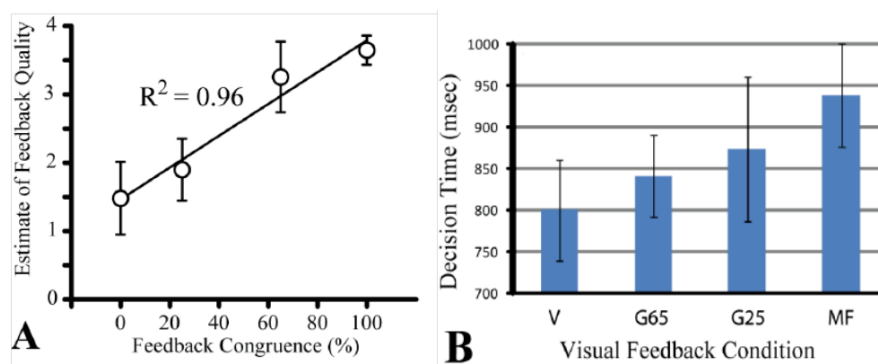 Estimate of Feedback Quality
4
3
2
1
0
R² = 0.96
0 20 40 60 80 100
Feedback Congruence (%)
A
Decision Time (msec)
1000
950
900
850
800
750
700
V G65 G25 MF
Visual Feedback Condition
B